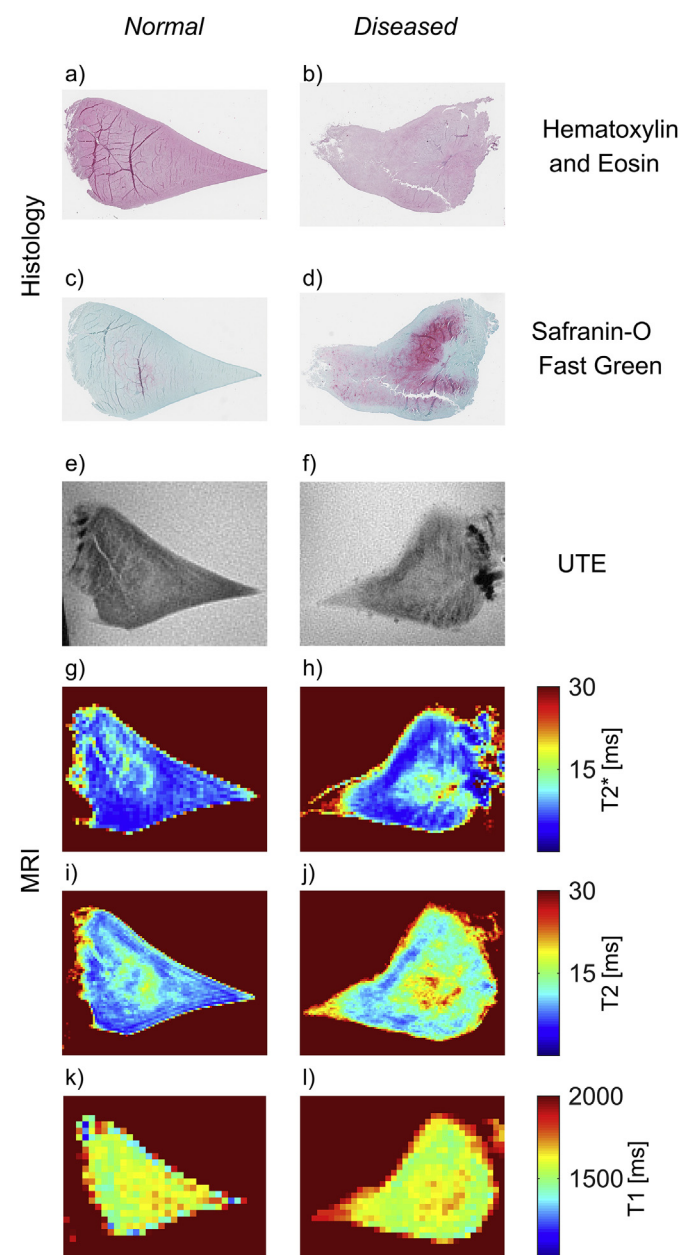 Normal
Diseased
a)
b)
Hematoxylin
and Eosin
Histology
c)
d)
Safranin-O
Fast Green
e)
f)
UTE
MRI
g)
h)
30
15
T2* [ms]
i)
j)
30
15
T2 [ms]
k)
l)
2000
1500
T1 [ms]